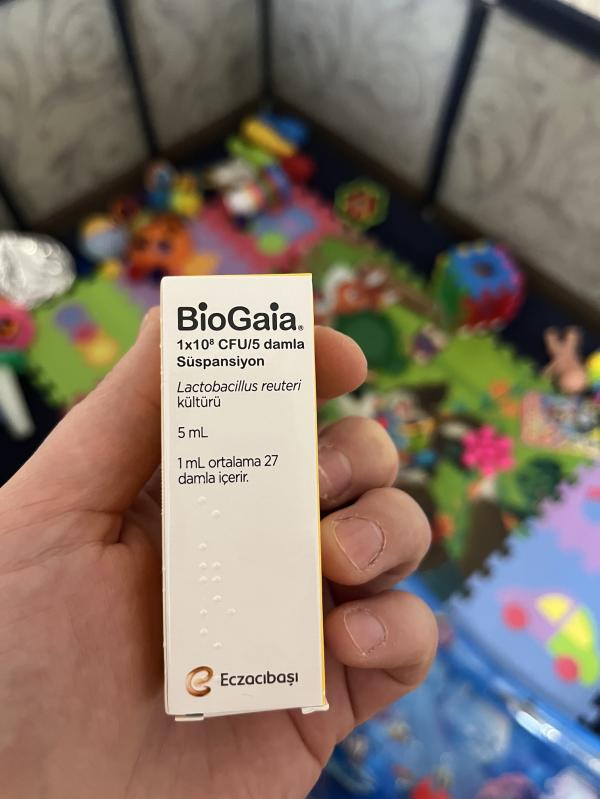 BioGaia®
1x10⁸ CFU/5 damla
Süspansiyon
Lactobacillus reuteri
kültürü
5 mL
1 mL ortalama 27
damla içerir.
Eczacıbaşı